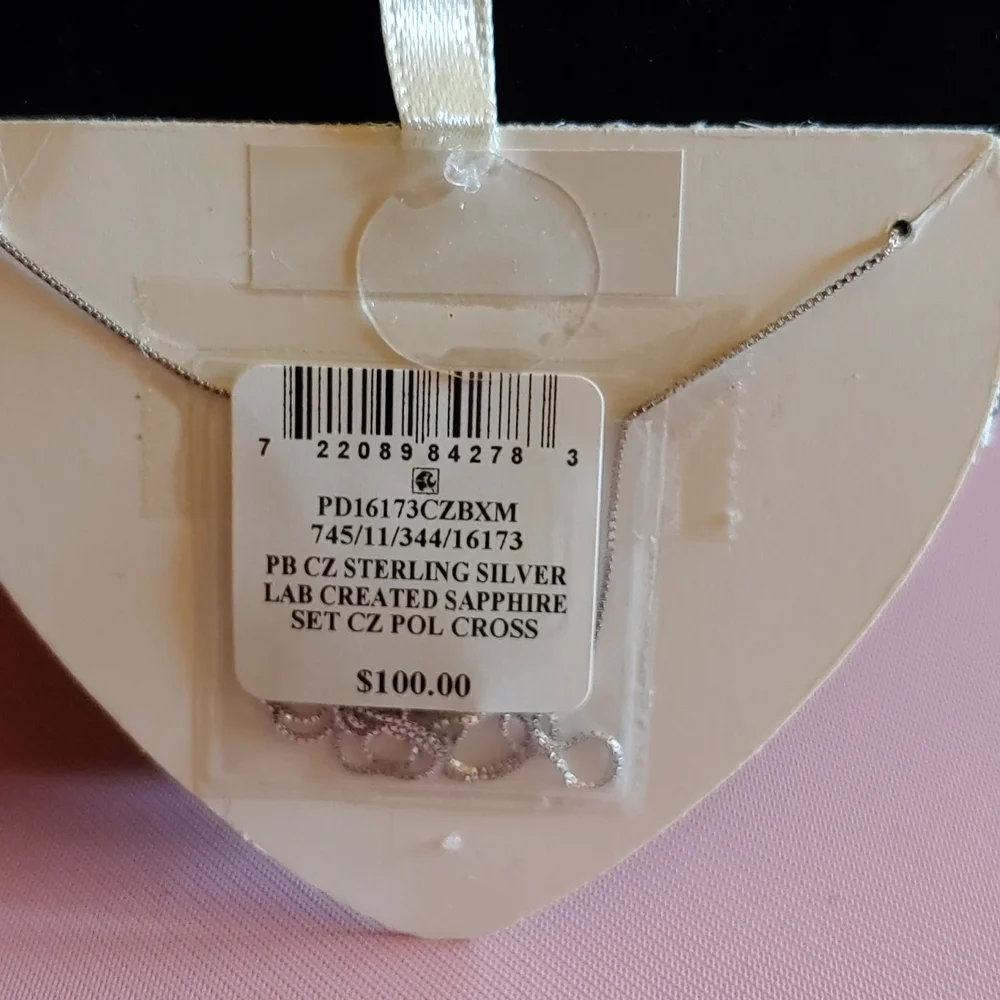 7 22089 84278 3
PD16173CZBXM
745/11/344/16173
PB CZ STERLING SILVER
LAB CREATED SAPPHIRE
SET CZ POL CROSS
$100.00